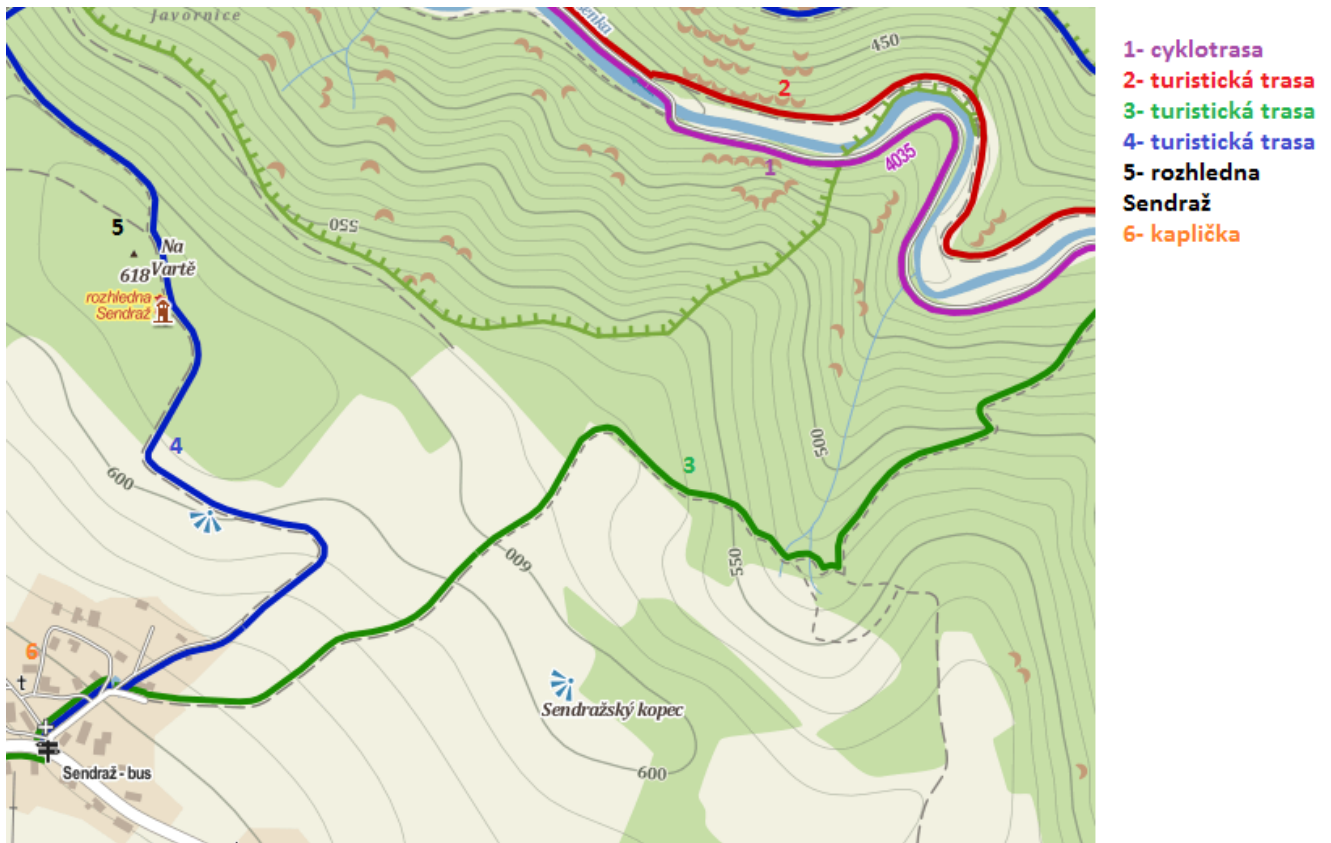 Javornice
450
1- cyklotrasa
2- turistická trasa
3- turistická trasa
4- turistická trasa
5- rozhledna
Sendraž
6- kaplička
2
1
4035
550
5
Na
Vartě
618
rozhledna
Sendraž
4
3
500
600
600
550
6
t
Sendražský kopec
600
Sendraž - bus